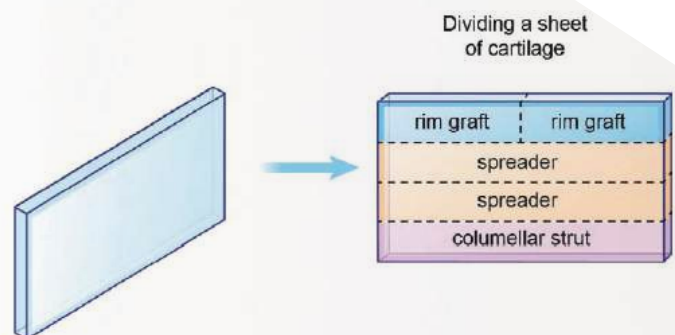 Dividing a sheet
of cartilage
rim graft rim graft
spreader
spreader
columellar strut